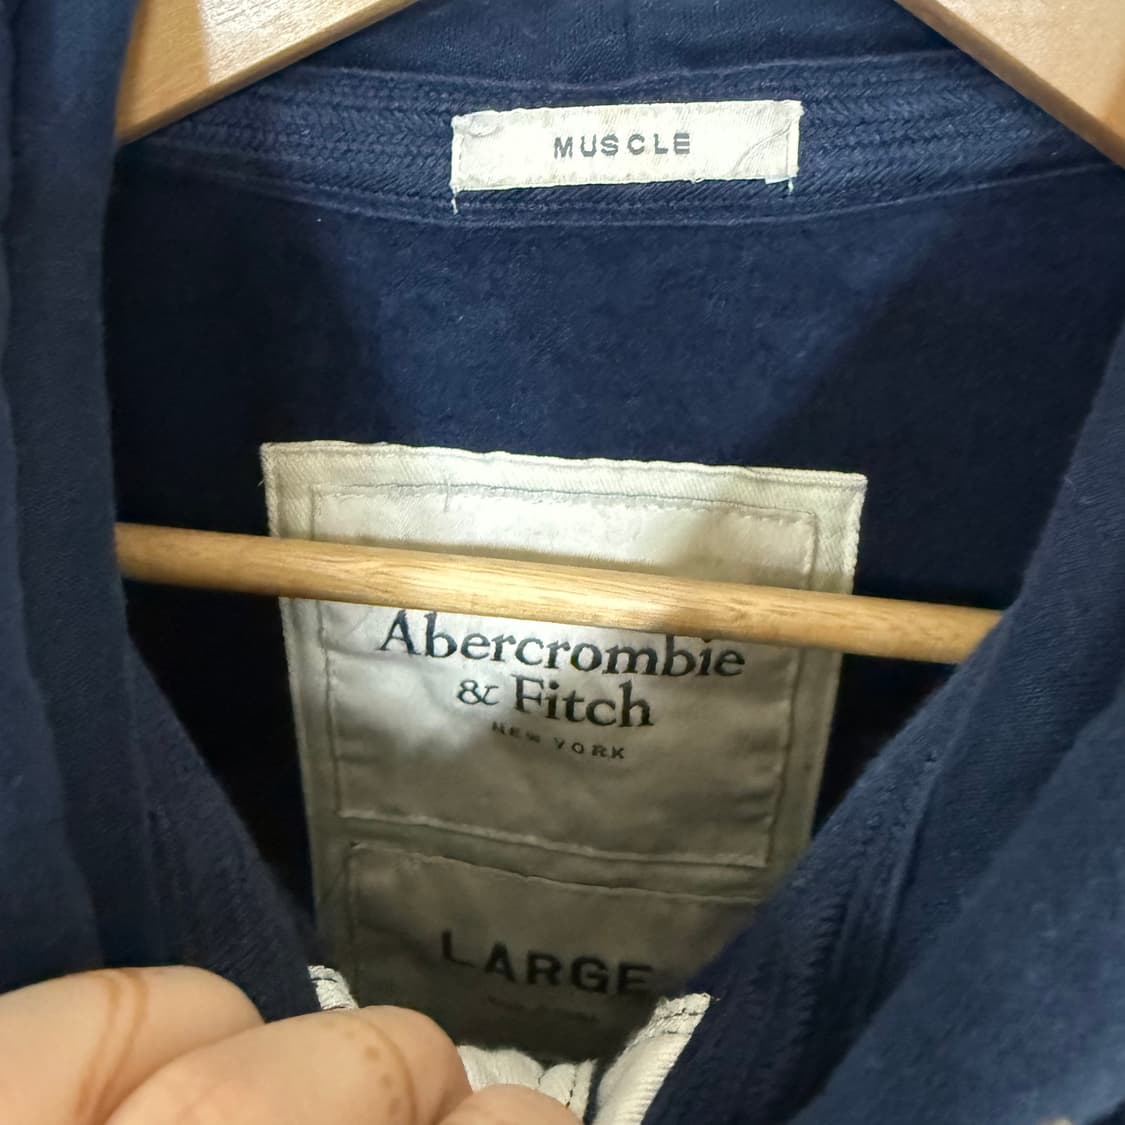 MUSCLE
Abercrombie
& Fitch
NEW YORK
LARGE